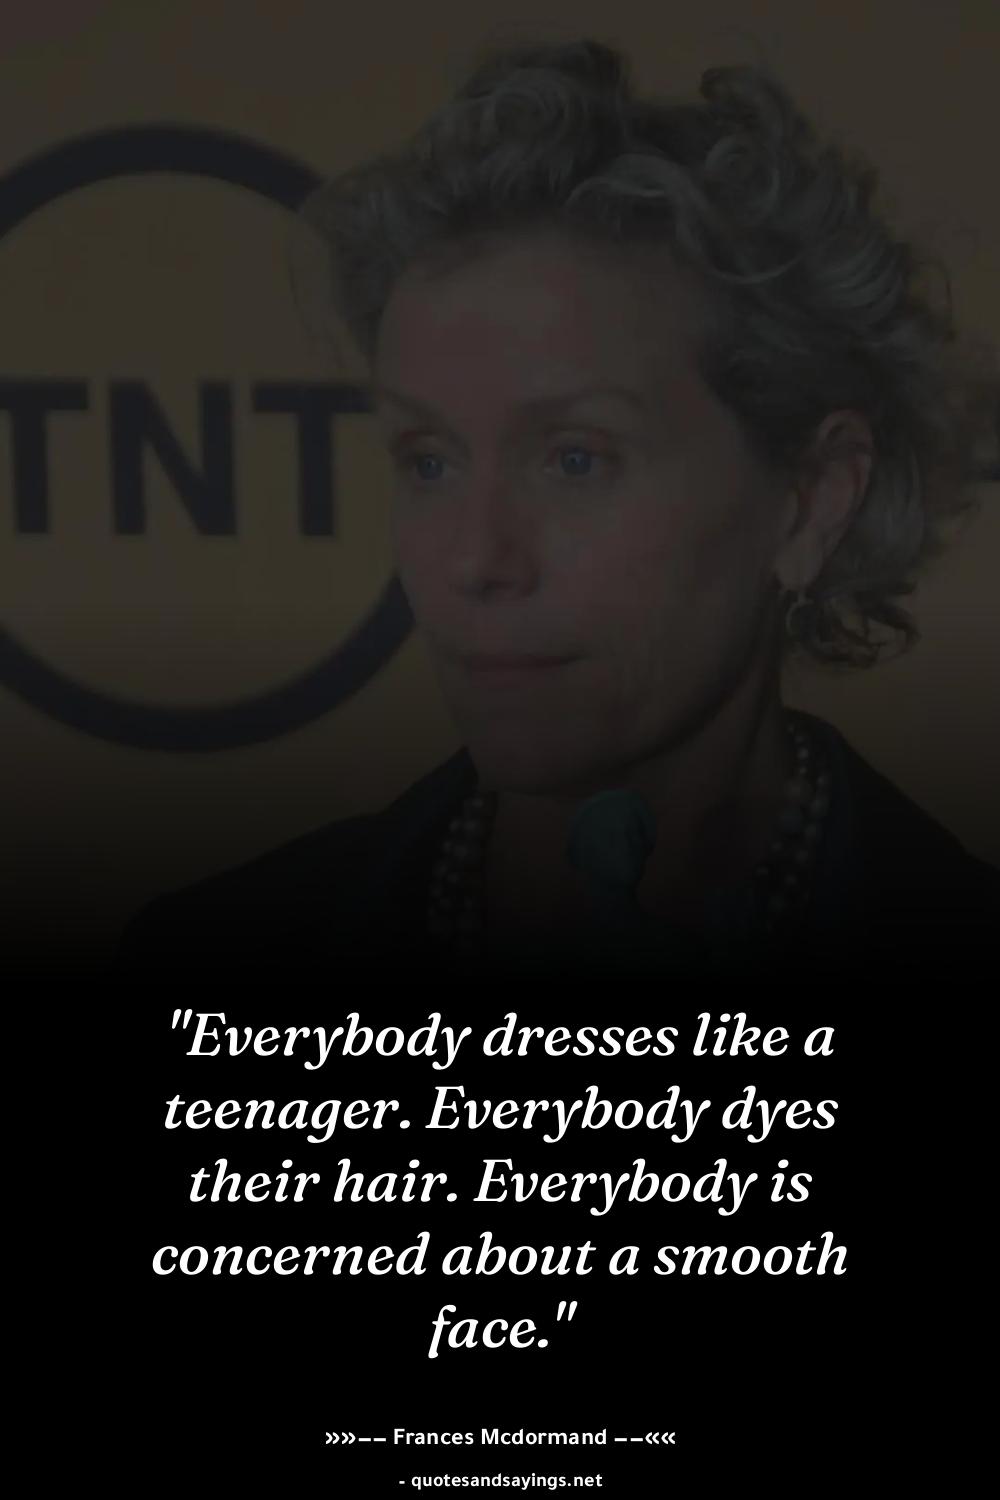 TNT
"Everybody dresses like a
teenager. Everybody dyes
their hair. Everybody is
concerned about a smooth
face."
»»−− Frances Mcdormand −−««
- quotesandsayings.net